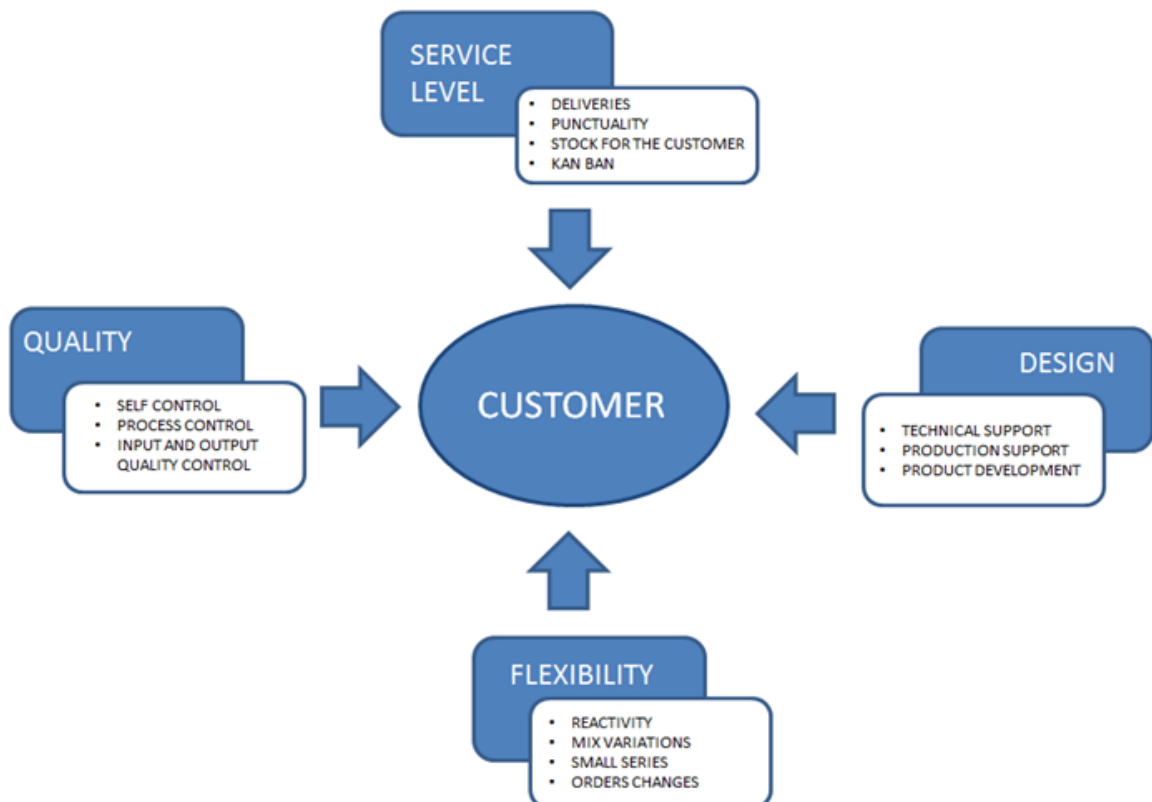 SERVICE
LEVEL
• DELIVERIES
• PUNCTUALITY
• STOCK FOR THE CUSTOMER
• KAN BAN
QUALITY
• SELF CONTROL
• PROCESS CONTROL
• INPUT AND OUTPUT
QUALITY CONTROL
CUSTOMER
DESIGN
• TECHNICAL SUPPORT
• PRODUCTION SUPPORT
• PRODUCT DEVELOPMENT
FLEXIBILITY
• REACTIVITY
• MIX VARIATIONS
• SMALL SERIES
• ORDERS CHANGES